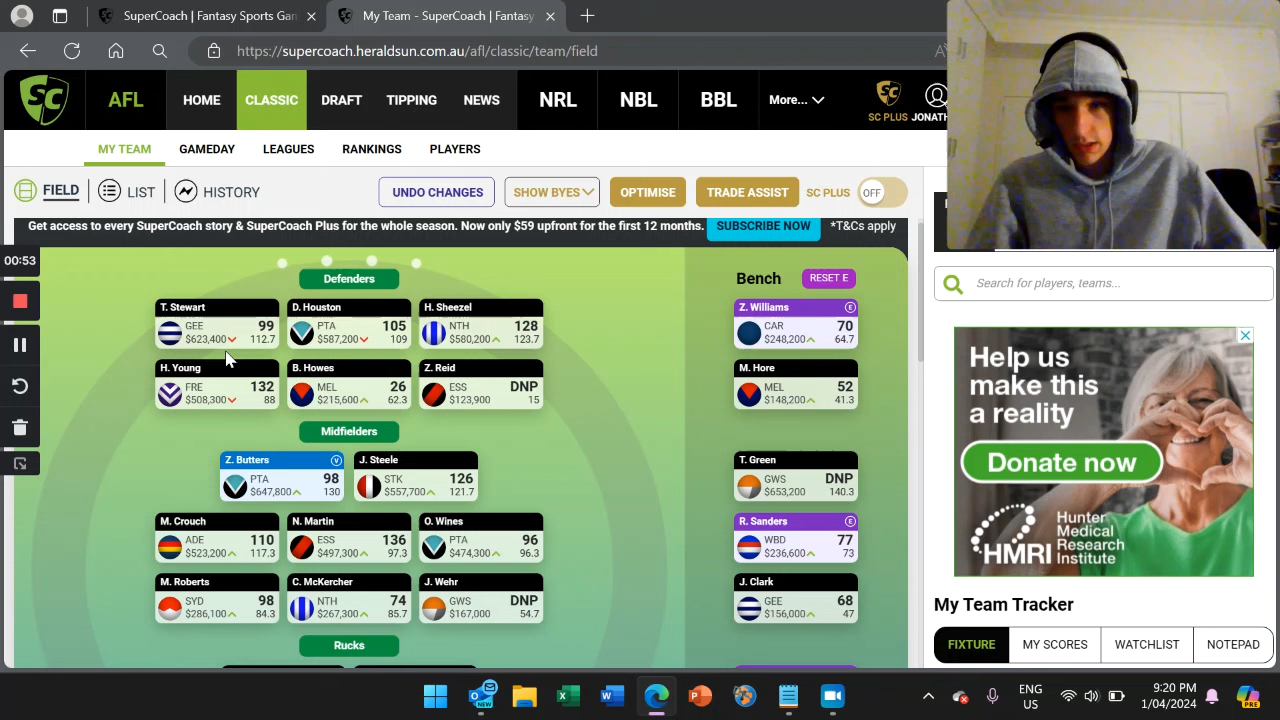 SuperCoach | Fantasy Sports Gan
My Team - SuperCoach | Fantasy
https://supercoach.heraldsun.com.au/afl/classic/team/field
SC AFL HOME CLASSIC DRAFT TIPPING NEWS NRL NBL BBL More... SC PLUS JONATH
MY TEAM GAMEDAY LEAGUES RANKINGS PLAYERS
FIELD LIST HISTORY UNDO CHANGES SHOW BYES OPTIMISE TRADE ASSIST SC PLUS OFF
Get access to every SuperCoach story & SuperCoach Plus for the whole season. Now only $59 upfront for the first 12 months. SUBSCRIBE NOW *T&Cs apply
00:53
Defenders
Bench RESET E
T. Stewart
GEE 99
$623,400 112.7
D. Houston
PTA 105
$587,200 109
H. Sheezel
NTH 128
$580,200 123.7
Z. Williams E
CAR 70
$248,200 64.7
H. Young
FRE 132
$508,300 88
B. Howes
MEL 26
$215,600 62.3
Z. Reid
ESS DNP
$123,900 15
M. Hore
MEL 52
$148,200 41.3
Midfielders
Z. Butters V
PTA 98
$647,800 130
J. Steele
STK 126
$557,700 121.7
T. Green
GWS DNP
$653,200 140.3
M. Crouch
ADE 110
$523,200 117.3
N. Martin
ESS 136
$497,300 97.3
O. Wines
PTA 96
$474,300 96.3
R. Sanders E
WBD 77
$236,600 73
M. Roberts
SYD 98
$286,100 84.3
C. McKercher
NTH 74
$267,300 85.7
J. Wehr
GWS DNP
$167,000 54.7
J. Clark
GEE 68
$156,000 47
Rucks
Search for players, teams...
Help us
make this
a reality
Donate now
HMRI
Hunter
Medical
Research
Institute
My Team Tracker
FIXTURE MY SCORES WATCHLIST NOTEPAD
NEW
ENG
US
9:20 PM
1/04/2024
PRE